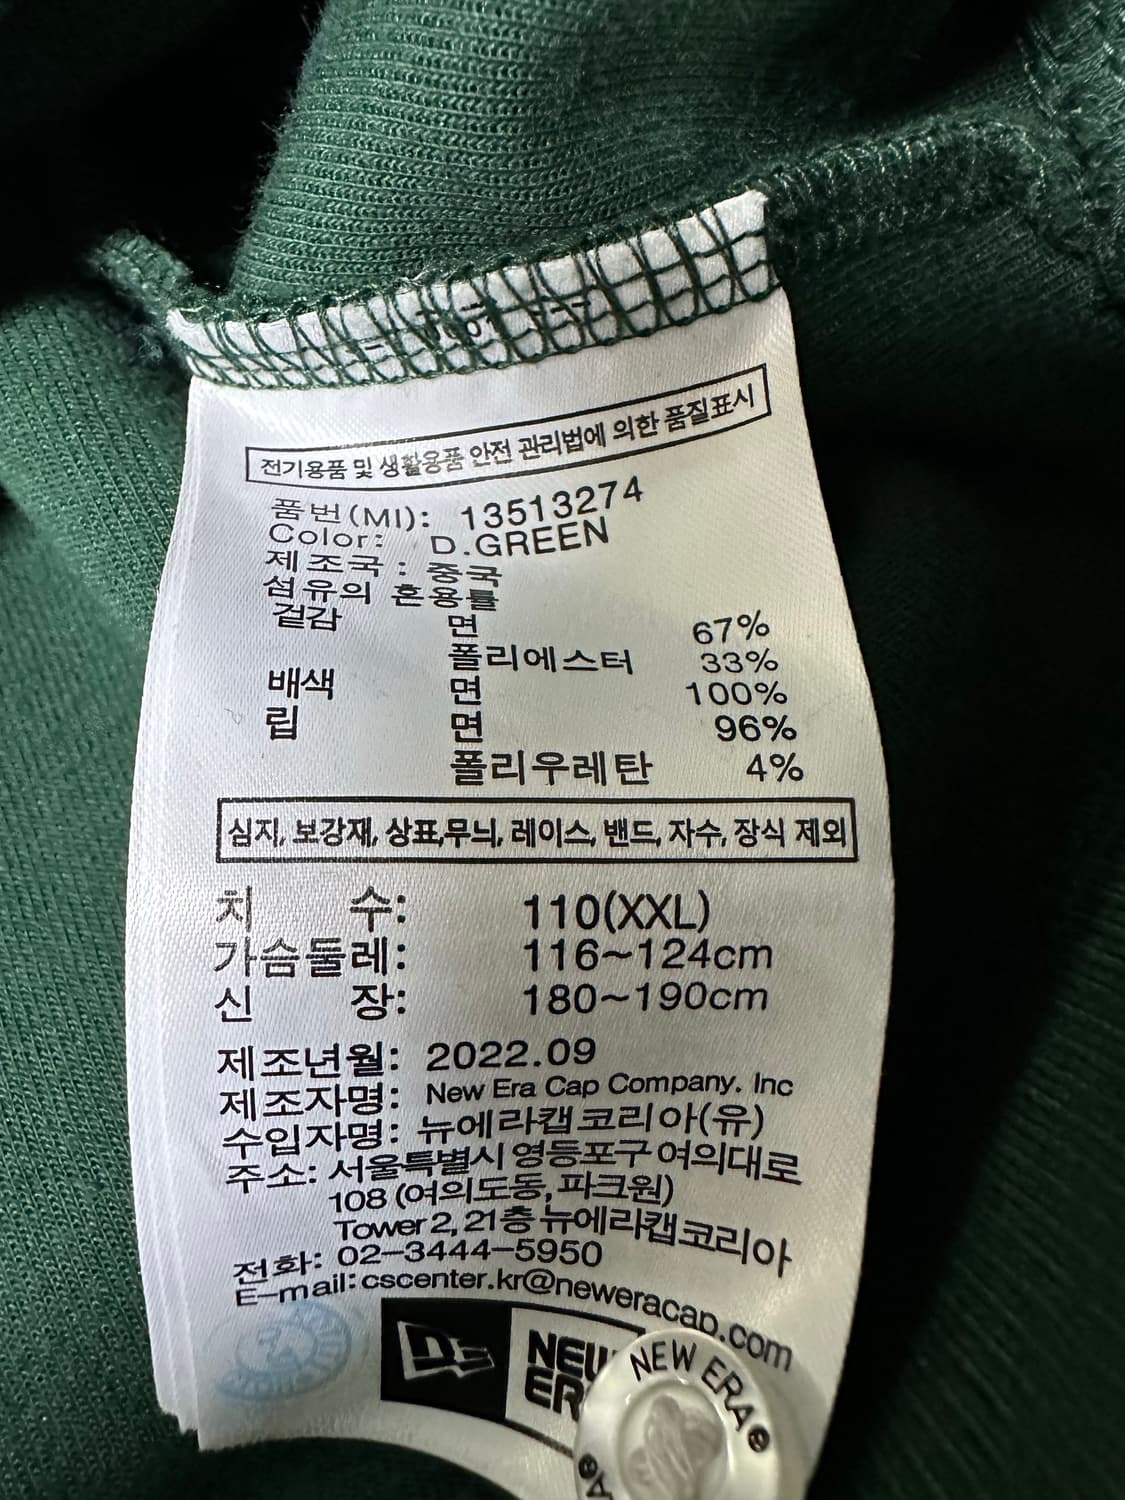 전기용품 및 생활용품 안전 관리법에 의한 품질표시
품번(MI): 13513274
Color: D.GREEN
제조국: 중국
섬유의 혼용률
겉감 면 67%
폴리에스터 33%
배색 면 100%
립 면 96%
폴리우레탄 4%
심지, 보강재, 상표,무늬, 레이스, 밴드, 자수, 장식 제외
치 수: 110(XXL)
가슴둘레: 116~124cm
신 장: 180~190cm
제조년월: 2022.09
제조자명: New Era Cap Company. Inc
수입자명: 뉴에라캡코리아(유)
주소: 서울특별시 영등포구 여의대로
108 (여의도동, 파크원)
Tower 2, 21층 뉴에라캡코리아
전화: 02-3444-5950
E-mail: cscenter.kr@neweracap.com
NEW
NEW ERA®